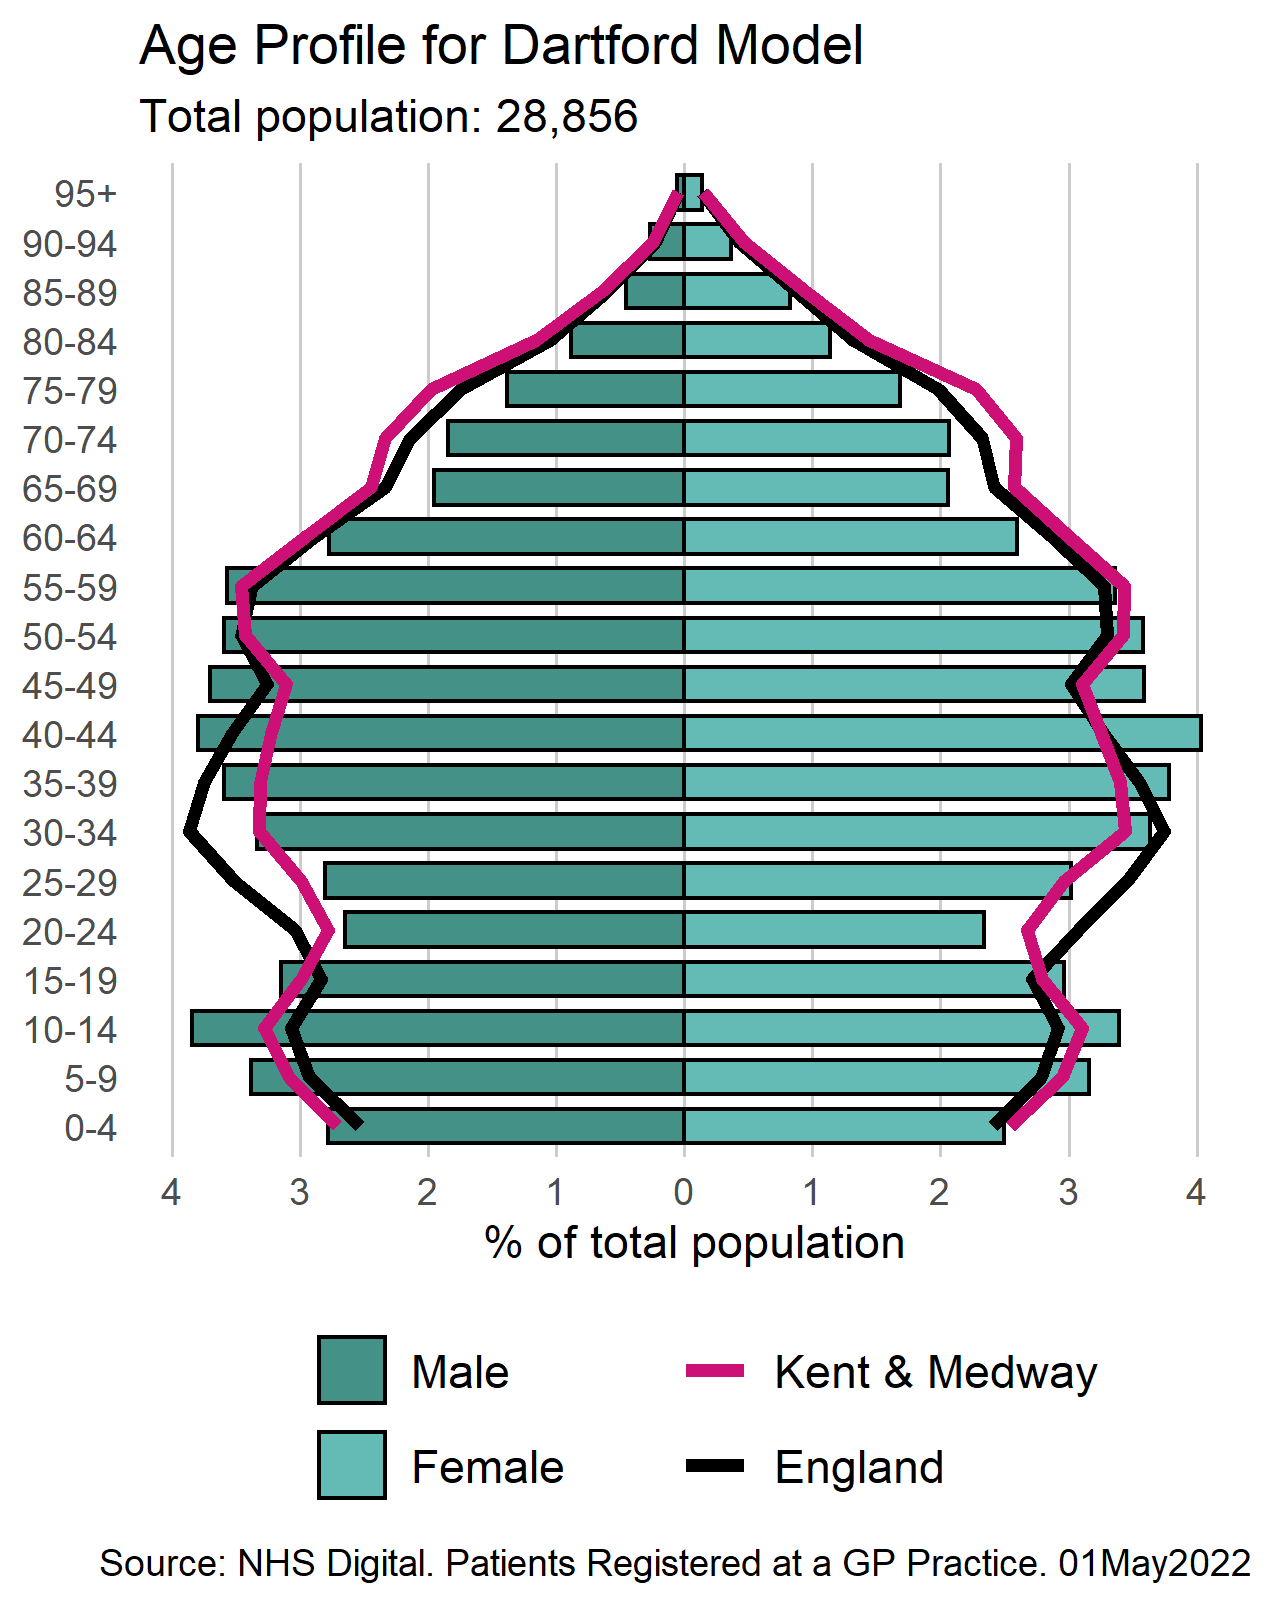 Age Profile for Dartford Model
Total population: 28,856
95+
90-94
85-89
80-84
75-79
70-74
65-69
60-64
55-59
50-54
45-49
40-44
35-39
30-34
25-29
20-24
15-19
10-14
5-9
0-4
4 3 2 1 0 1 2 3 4
% of total population
Male Kent & Medway
Female England
Source: NHS Digital. Patients Registered at a GP Practice. 01May2022